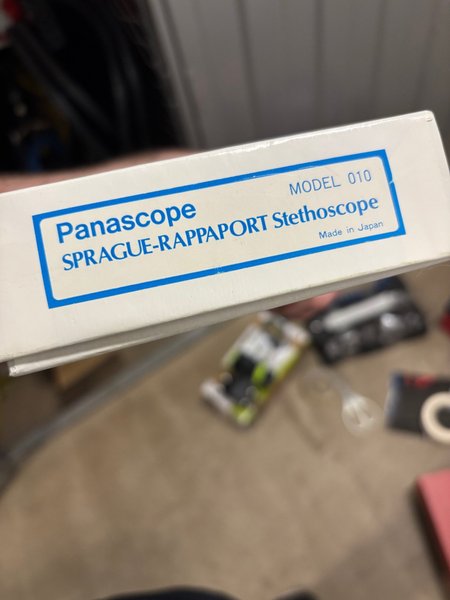 MODEL 010
Panascope
SPRAGUE-RAPPAPORT Stethoscope
Made in Japan